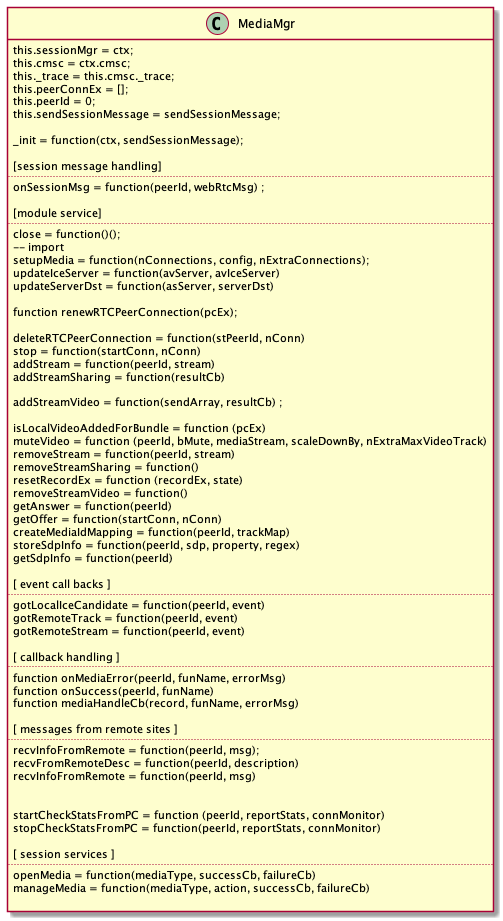 C MediaMgr
this.sessionMgr = ctx;
this.cmsc = ctx.cmsc;
this._trace = this.cmsc._trace;
this.peerConnEx = [];
this.peerId = 0;
this.sendSessionMessage = sendSessionMessage;
_init = function(ctx, sendSessionMessage);
[session message handling]
onSessionMsg = function(peerId, webRtcMsg) ;
[module service]
close = function()();
-- import
setupMedia = function(nConnections, config, nExtraConnections);
updateIceServer = function(avServer, avIceServer)
updateServerDst = function(asServer, serverDst)
function renewRTCPeerConnection(pcEx);
deleteRTCPeerConnection = function(stPeerId, nConn)
stop = function(startConn, nConn)
addStream = function(peerId, stream)
addStreamSharing = function(resultCb)
addStreamVideo = function(sendArray, resultCb) ;
isLocalVideoAddedForBundle = function (pcEx)
muteVideo = function (peerId, bMute, mediaStream, scaleDownBy, nExtraMaxVideoTrack)
removeStream = function(peerId, stream)
removeStreamSharing = function()
resetRecordEx = function (recordEx, state)
removeStreamVideo = function()
getAnswer = function(peerId)
getOffer = function(startConn, nConn)
createMediaIdMapping = function(peerId, trackMap)
storeSdpInfo = function(peerId, sdp, property, regex)
getSdpInfo = function(peerId)
[ event call backs ]
gotLocalIceCandidate = function(peerId, event)
gotRemoteTrack = function(peerId, event)
gotRemoteStream = function(peerId, event)
[ callback handling ]
function onMediaError(peerId, funName, errorMsg)
function onSuccess(peerId, funName)
function mediaHandleCb(record, funName, errorMsg)
[ messages from remote sites ]
recvInfoFromRemote = function(peerId, msg);
recvFromRemoteDesc = function(peerId, description)
recvInfoFromRemote = function(peerId, msg)
startCheckStatsFromPC = function (peerId, reportStats, connMonitor)
stopCheckStatsFromPC = function(peerId, reportStats, connMonitor)
[ session services ]
openMedia = function(mediaType, successCb, failureCb)
manageMedia = function(mediaType, action, successCb, failureCb)